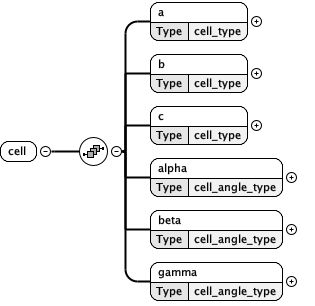 a
Type cell_type
b
Type cell_type
c
Type cell_type
cell
alpha
Type cell_angle_type
beta
Type cell_angle_type
gamma
Type cell_angle_type